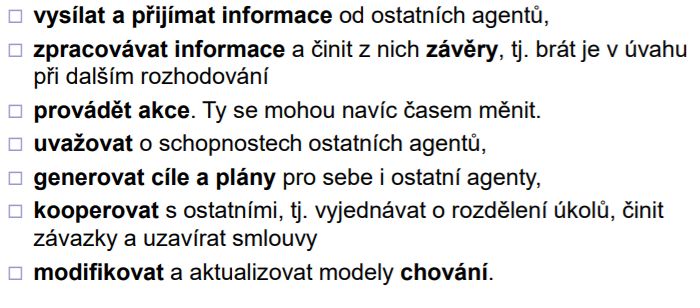 □ vysílat a přijímat informace od ostatních agentů,
□ zpracovávat informace a činit z nich závěry, tj. brát je v úvahu
při dalším rozhodování
□ provádět akce. Ty se mohou navíc časem měnit.
□ uvažovat o schopnostech ostatních agentů,
□ generovat cíle a plány pro sebe i ostatní agenty,
□ kooperovat s ostatními, tj. vyjednávat o rozdělení úkolů, činit
závazky a uzavírat smlouvy
□ modifikovat a aktualizovat modely chování.